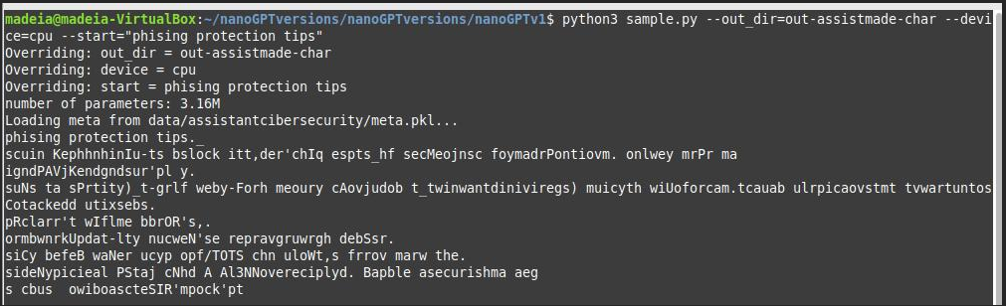 madeia@madeia-VirtualBox:~/nanoGPTversions/nanoGPTversions/nanoGPTv1$ python3 sample.py --out_dir=out-assistmade-char --devi
ce=cpu --start="phising protection tips"
Overriding: out_dir = out-assistmade-char
Overriding: device = cpu
Overriding: start = phising protection tips
number of parameters: 3.16M
Loading meta from data/assistantcibersecurity/meta.pkl...
phising protection tips._
scuin KephhnhinIu-ts bslock itt,der'chIq espts_hf secMeojnsc foymadrPontiovm. onlwey mrPr ma
igndPAVjKendgndsur'pl y.
suNs ta sPrtity)_t-grlf weby-Forh meoury cAovjudob t_twinwantdiniviregs) muicyth wiUoforcam.tcauab ulrpicaovstmt tvwartuntos
Cotackedd utixsebs.
pRclarr't wIflme bbrOR's,.
ormbwnrkUpdat-lty nucweN'se repravgruwrgh debSsr.
siCy befeB waNer ucyp opf/TOTS chn uloWt,s frrov marw the.
sideNypicieal PStaj cNhd A Al3NNovereciplyd. Bapble asecurishma aeg
s cbus  owiboascteSIR'mpock'pt